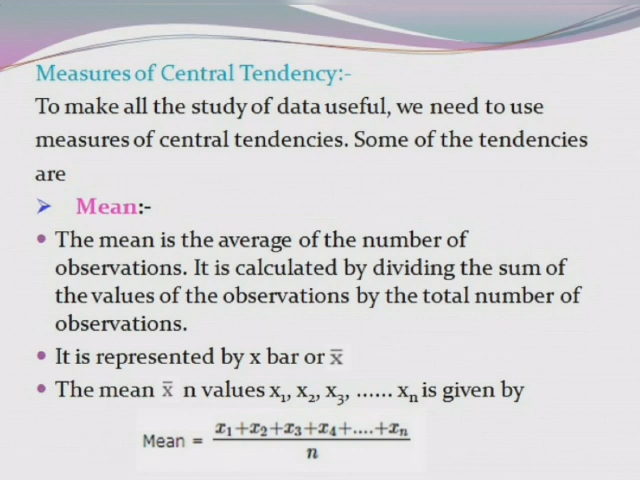 Measures of Central Tendency:-
To make all the study of data useful, we need to use
measures of central tendencies. Some of the tendencies
are
➢ Mean:-
• The mean is the average of the number of
observations. It is calculated by dividing the sum of
the values of the observations by the total number of
observations.
• It is represented by x bar or x̅
• The mean x̅ n values x₁, x₂, x₃, ...... xₙ is given by
Mean = (x₁+x₂+x₃+x₄+....+xₙ)/n